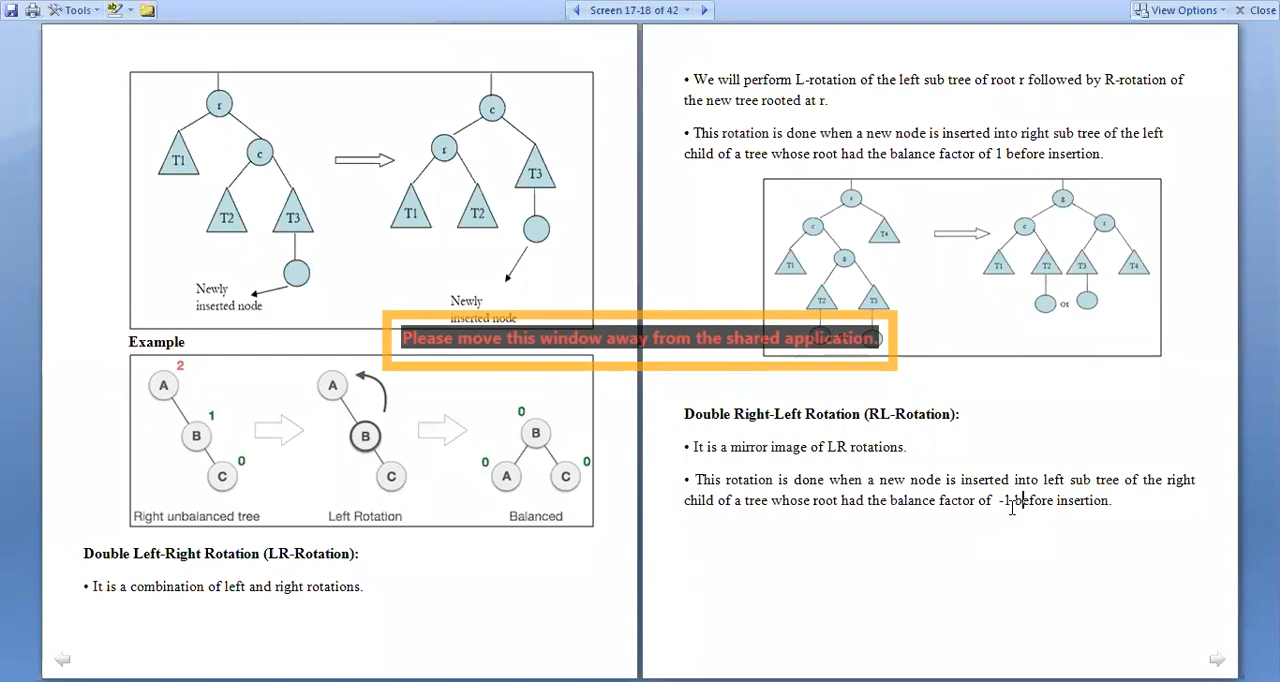 Tools
Screen 17-18 of 42
View Options
Close
r
c
T1
T2
T3
Newly
inserted node
c
r
T3
T1
T2
Newly
inserted node
Example
2
A
1
B
0
C
Right unbalanced tree
A
B
C
Left Rotation
0
B
0
0
A
C
Balanced
Double Left-Right Rotation (LR-Rotation):
• It is a combination of left and right rotations.
Please move this window away from the shared application.
• We will perform L-rotation of the left sub tree of root r followed by R-rotation of
the new tree rooted at r.
• This rotation is done when a new node is inserted into right sub tree of the left
child of a tree whose root had the balance factor of 1 before insertion.
r
c
T4
T1
g
T2
T3
g
c
r
T1
T2
T3
T4
or
Double Right-Left Rotation (RL-Rotation):
• It is a mirror image of LR rotations.
• This rotation is done when a new node is inserted into left sub tree of the right
child of a tree whose root had the balance factor of -1 before insertion.